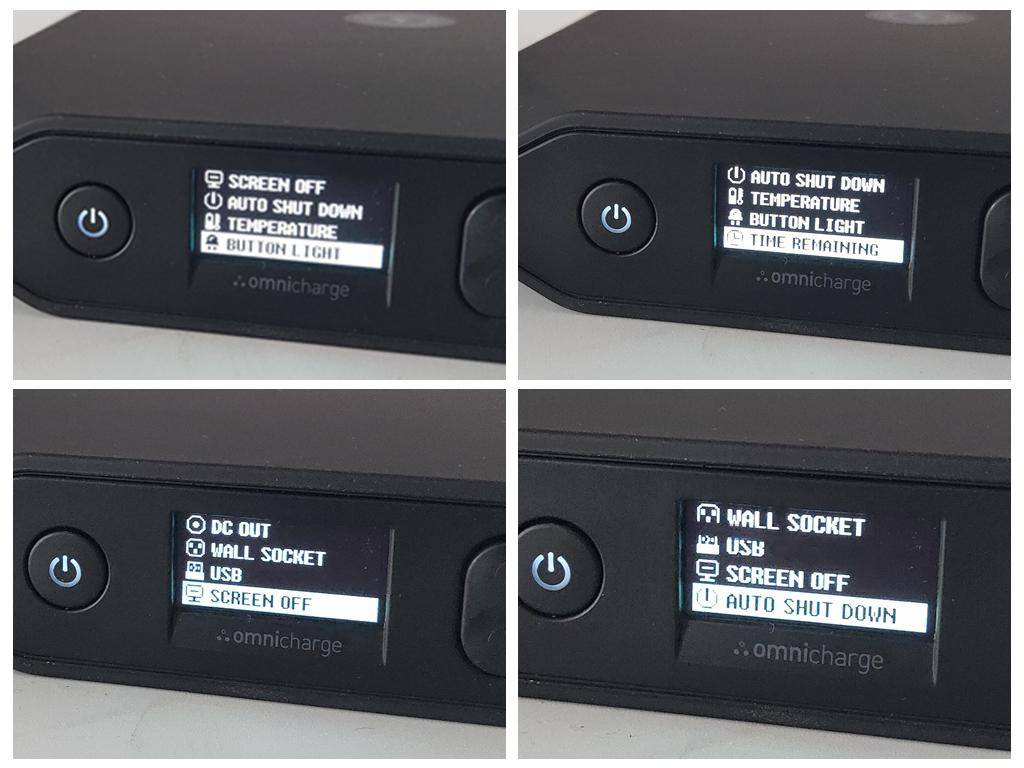 SCREEN OFF
AUTO SHUT DOWN
TEMPERATURE
BUTTON LIGHT
omnicharge
AUTO SHUT DOWN
TEMPERATURE
BUTTON LIGHT
TIME REMAINING
omnicharge
DC OUT
WALL SOCKET
USB
SCREEN OFF
omnicharge
WALL SOCKET
USB
SCREEN OFF
AUTO SHUT DOWN
omnicharge